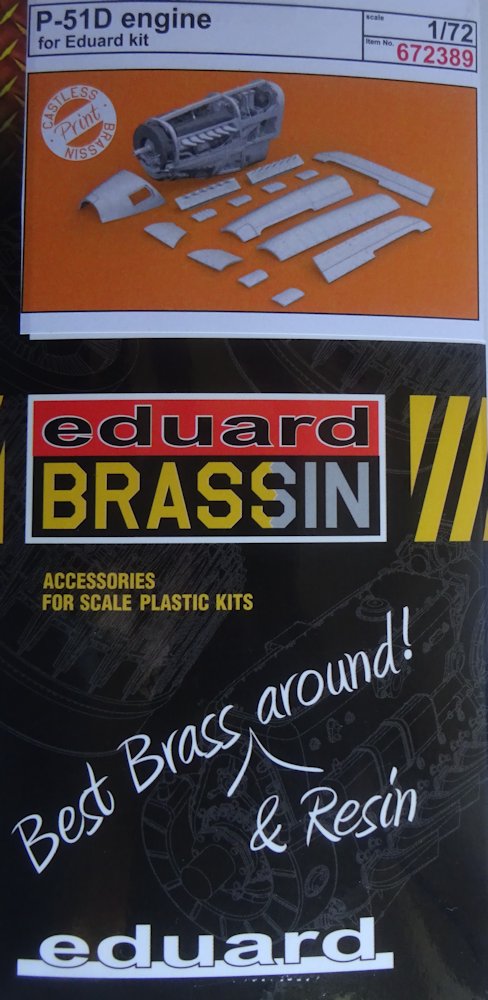 P-51D engine
for Eduard kit
scale
1/72
Item No.
672389
CASTLESS
Print
BRASSIN
eduard
BRASSIN
ACCESSORIES
FOR SCALE PLASTIC KITS
Best Brass around!
& Resin
eduard